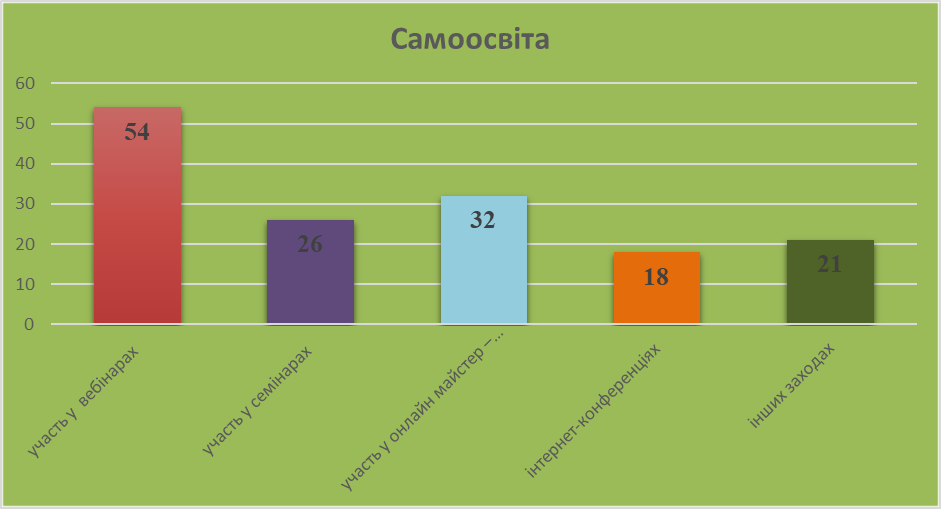 Самоосвіта
60
50
40
30
20
10
0
54
26
32
18
21
участь у  вебінарах
участь у семінарах
участь у онлайн майстер –...
інтернет-конференціях
інших заходах